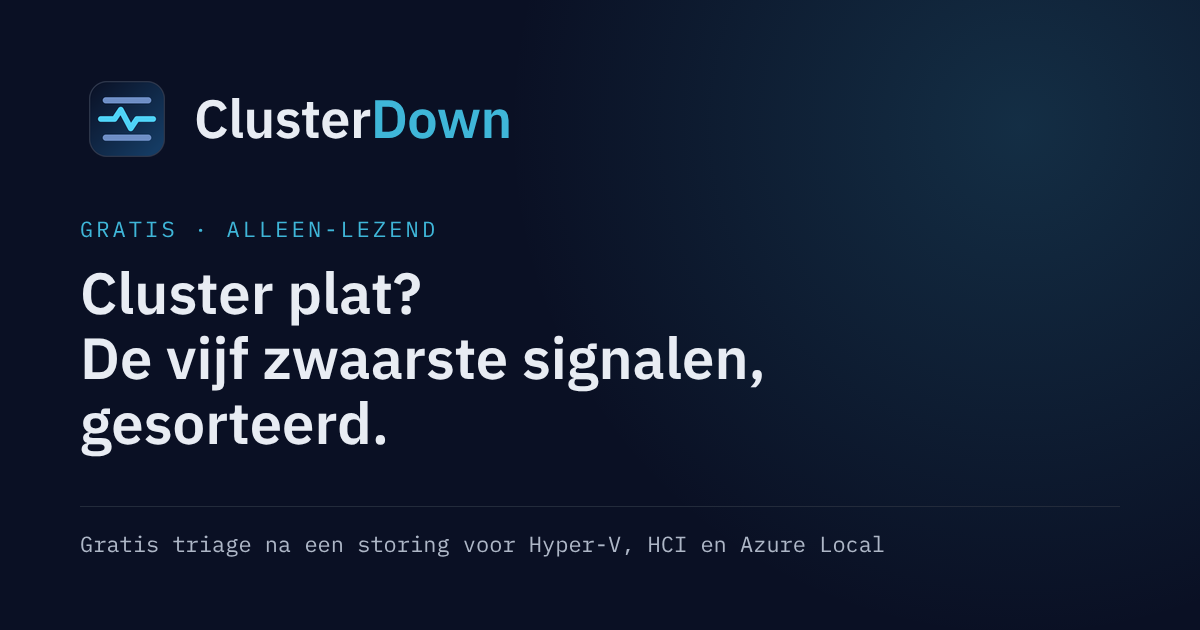 ClusterDown
GRATIS · ALLEEN-LEZEND
Cluster plat?
De vijf zwaarste signalen,
gesorteerd.
Gratis triage na een storing voor Hyper-V, HCI en Azure Local